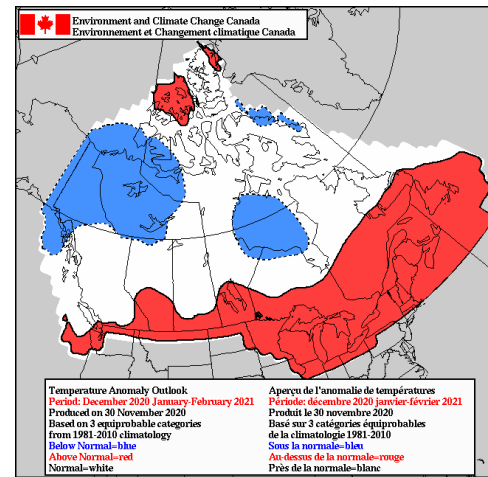 Environment and Climate Change Canada
Environnement et Changement climatique Canada
Temperature Anomaly Outlook
Period: December 2020 January-February 2021
Produced on 30 November 2020
Based on 3 equiprobable categories
from 1981-2010 climatology
Below Normal=blue
Above Normal=red
Normal=white
Aperçu de l'anomalie de températures
Période: décembre 2020 janvier-février 2021
Produit le 30 novembre 2020
Basé sur 3 catégories équiprobables
de la climatologie 1981-2010
Sous la normale=bleu
Au-dessus de la normale=rouge
Près de la normale=blanc